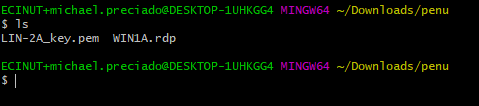 ECINUT+michael.preciado@DESKTOP-1UHKGG4 MINGW64 ~/Downloads/penu
$ ls
LIN-2A_key.pem  WIN1A.rdp
ECINUT+michael.preciado@DESKTOP-1UHKGG4 MINGW64 ~/Downloads/penu
$